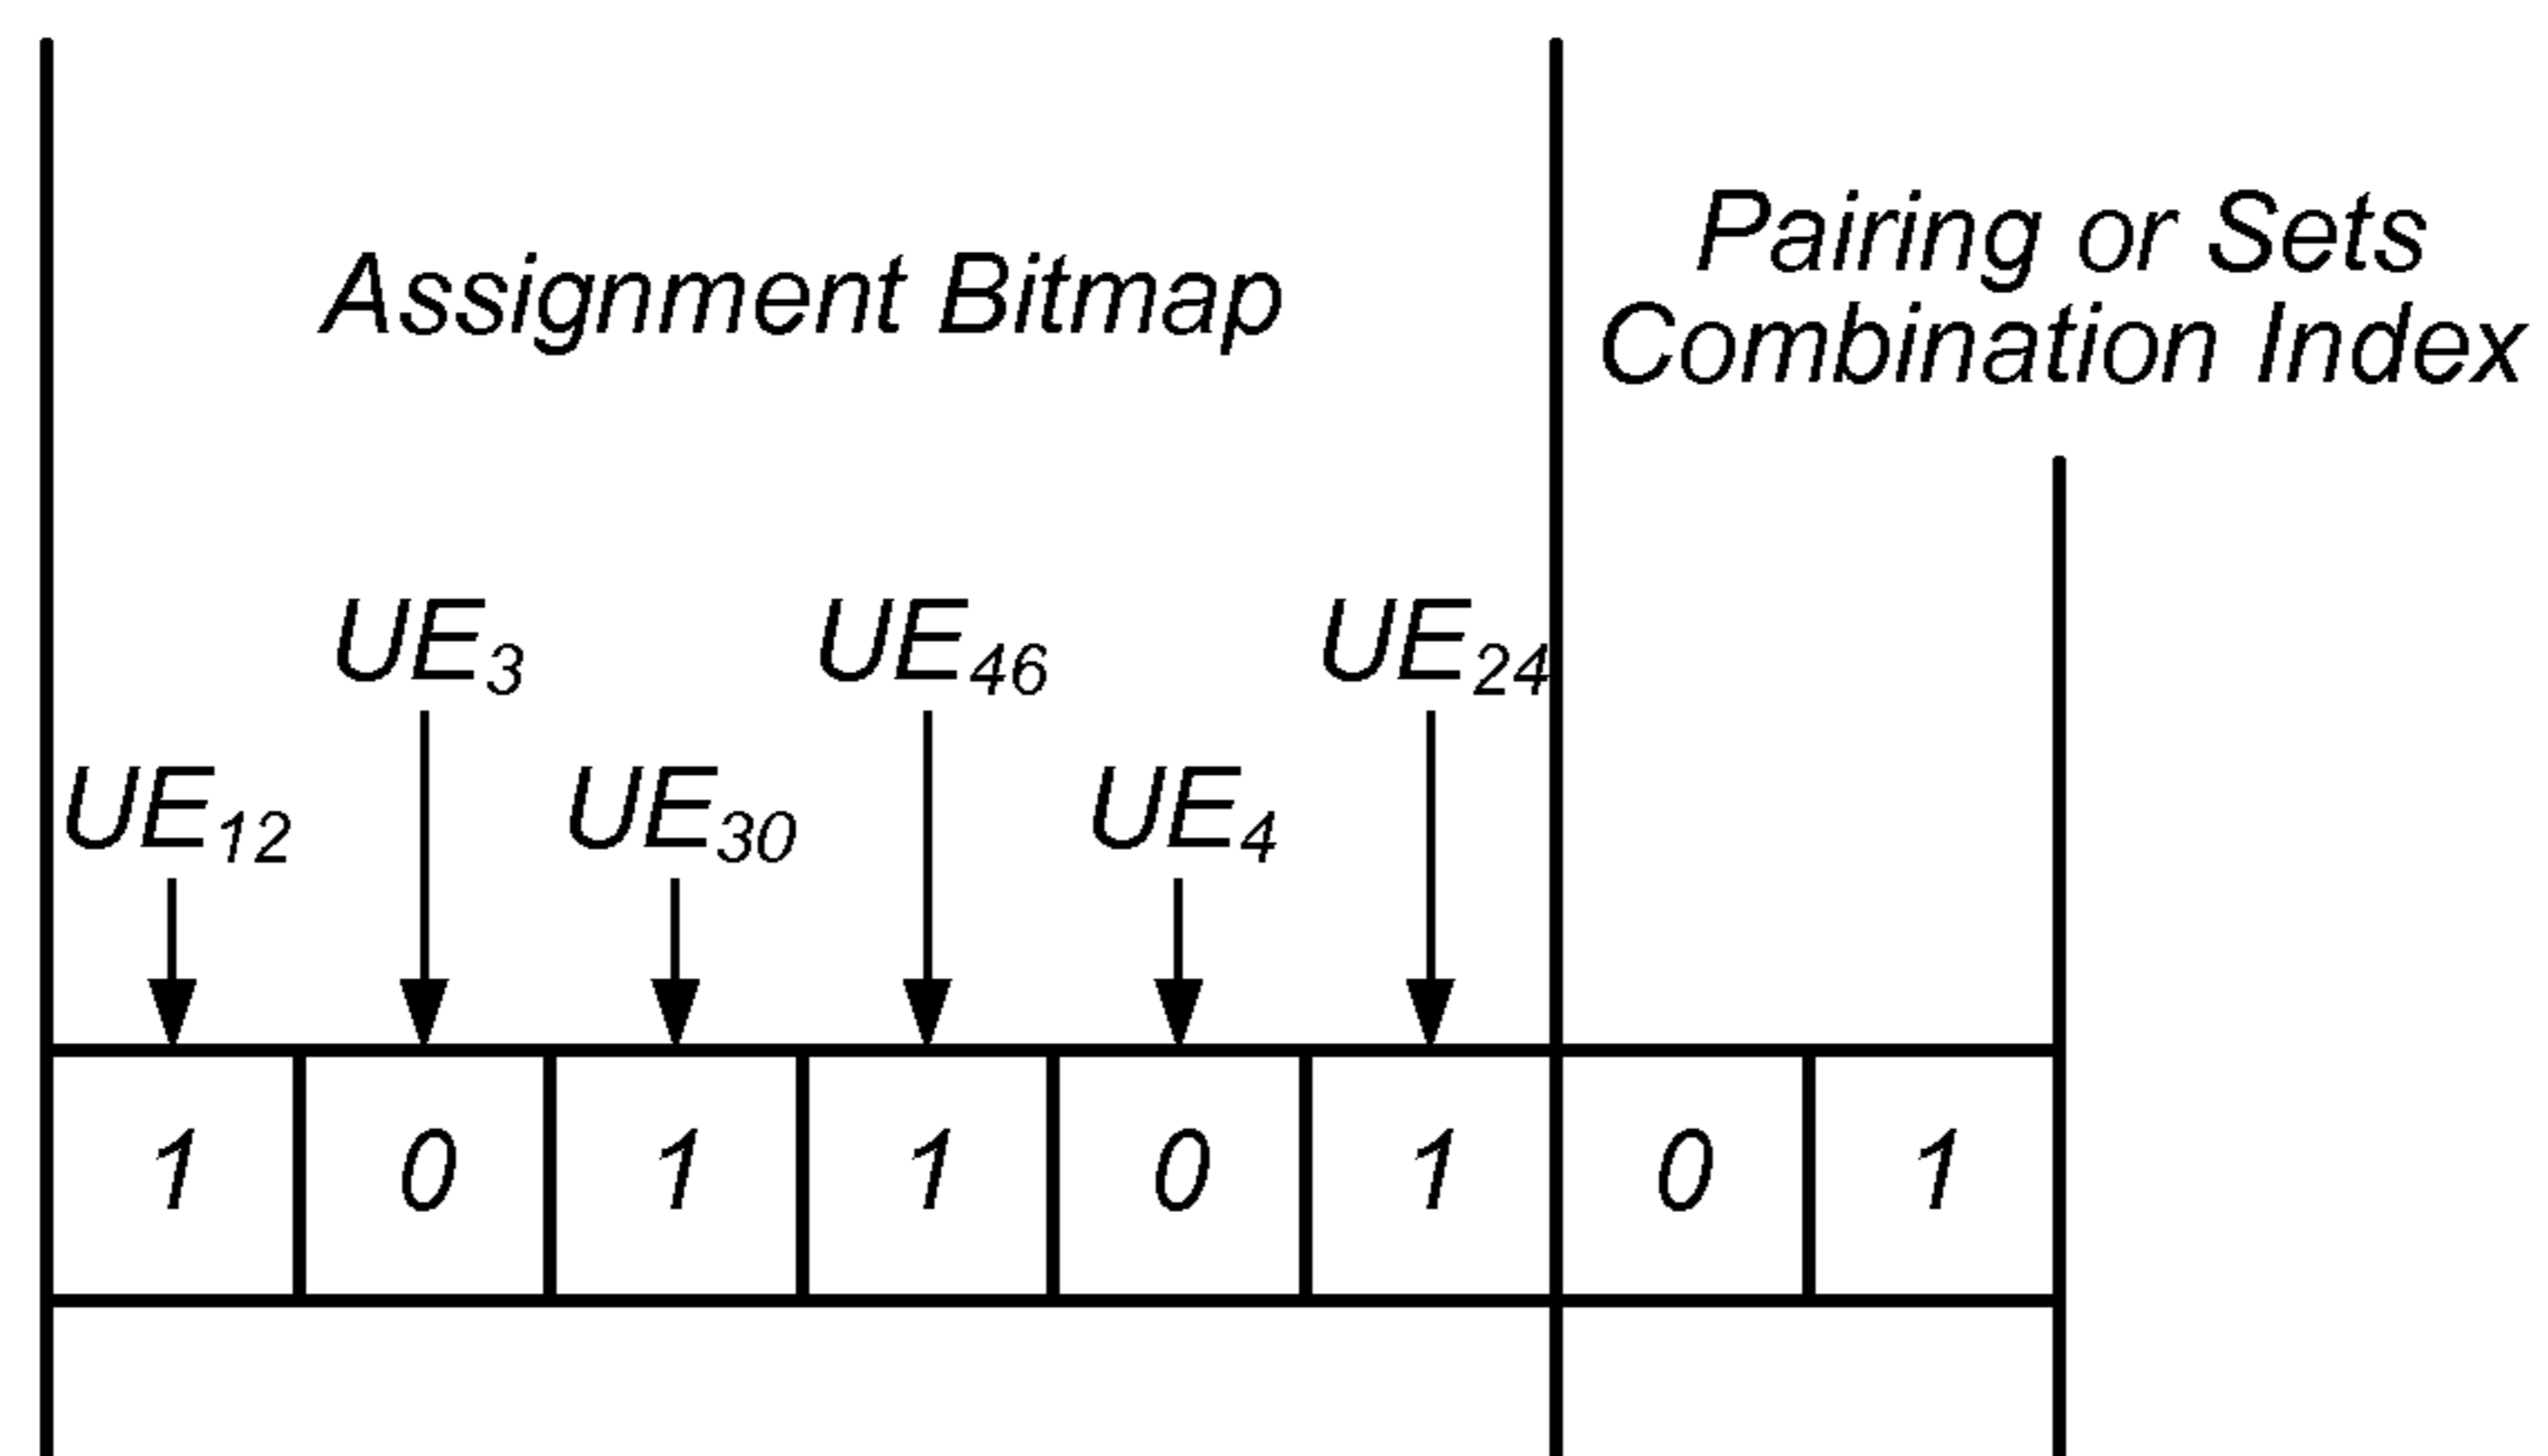 Assignment Bitmap
Pairing or Sets
Combination Index
UE3 UE46 UE24
UE12 UE30 UE4
1 0 1 1 0 1 0 1